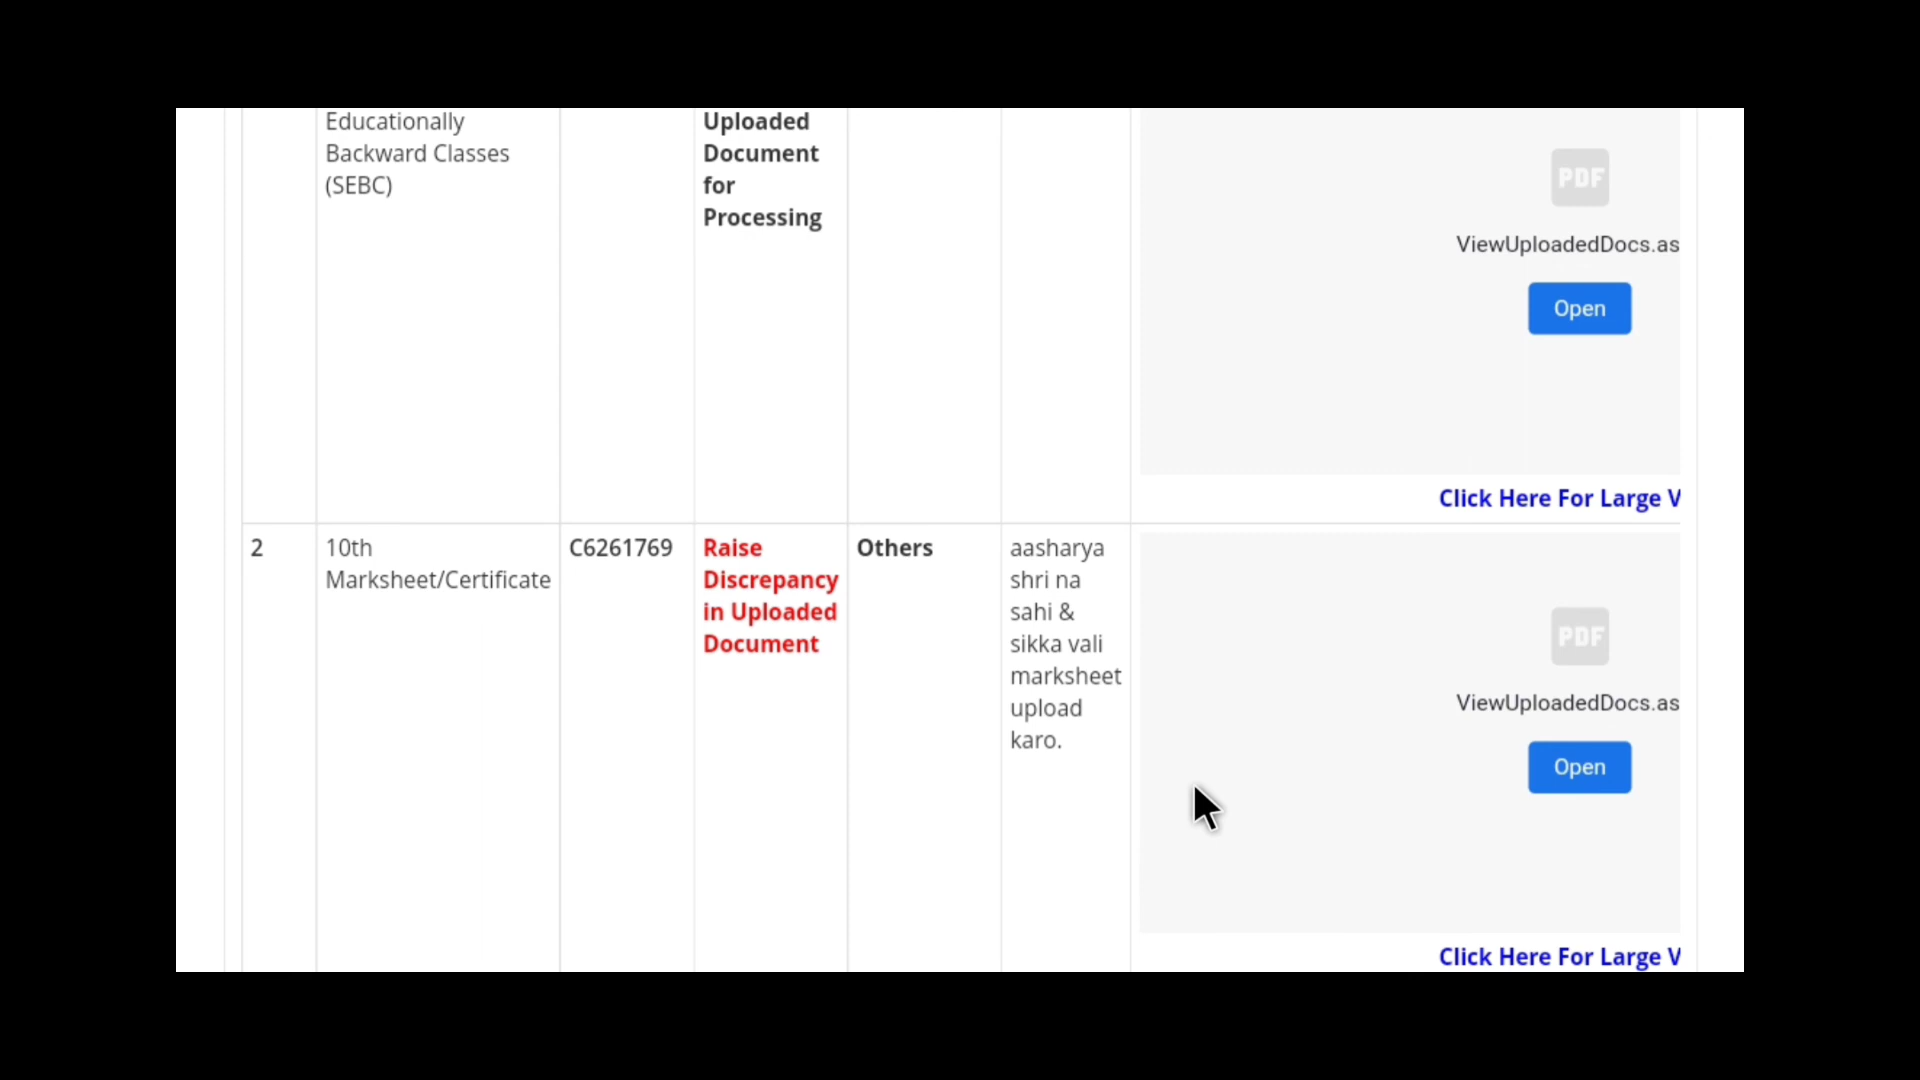 Educationally
Backward Classes
(SEBC)
Uploaded
Document
for
Processing
PDF
ViewUploadedDocs.as
Open
Click Here For Large V
2
10th
Marksheet/Certificate
C6261769
Raise
Discrepancy
in Uploaded
Document
Others
aasharya
shri na
sahi &
sikka vali
marksheet
upload
karo.
PDF
ViewUploadedDocs.as
Open
Click Here For Large V